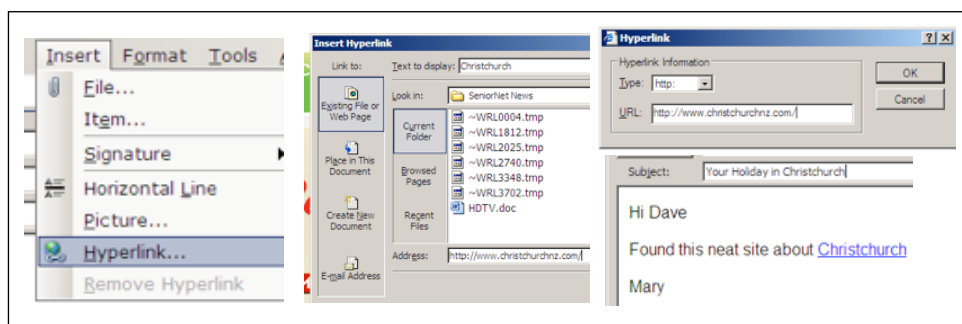 Insert Format Tools
File...
Item...
Signature
Horizontal Line
Picture...
Hyperlink...
Remove Hyperlink
Insert Hyperlink
Link to:
Text to display: Christchurch
Existing File or
Web Page
Look in: SeniorNet News
Current
Folder
~WRL0004.tmp
~WRL1812.tmp
~WRL2025.tmp
~WRL2740.tmp
~WRL3348.tmp
~WRL3702.tmp
HDTV.doc
Place in This
Document
Browsed
Pages
Create New
Document
Recent
Files
E-mail Address
Address: http://www.christchurchnz.com/
Hyperlink
Hyperlink Information
Type: http:
URL: http://www.christchurchnz.com/
OK
Cancel
Subject: Your Holiday in Christchurch
Hi Dave
Found this neat site about Christchurch
Mary